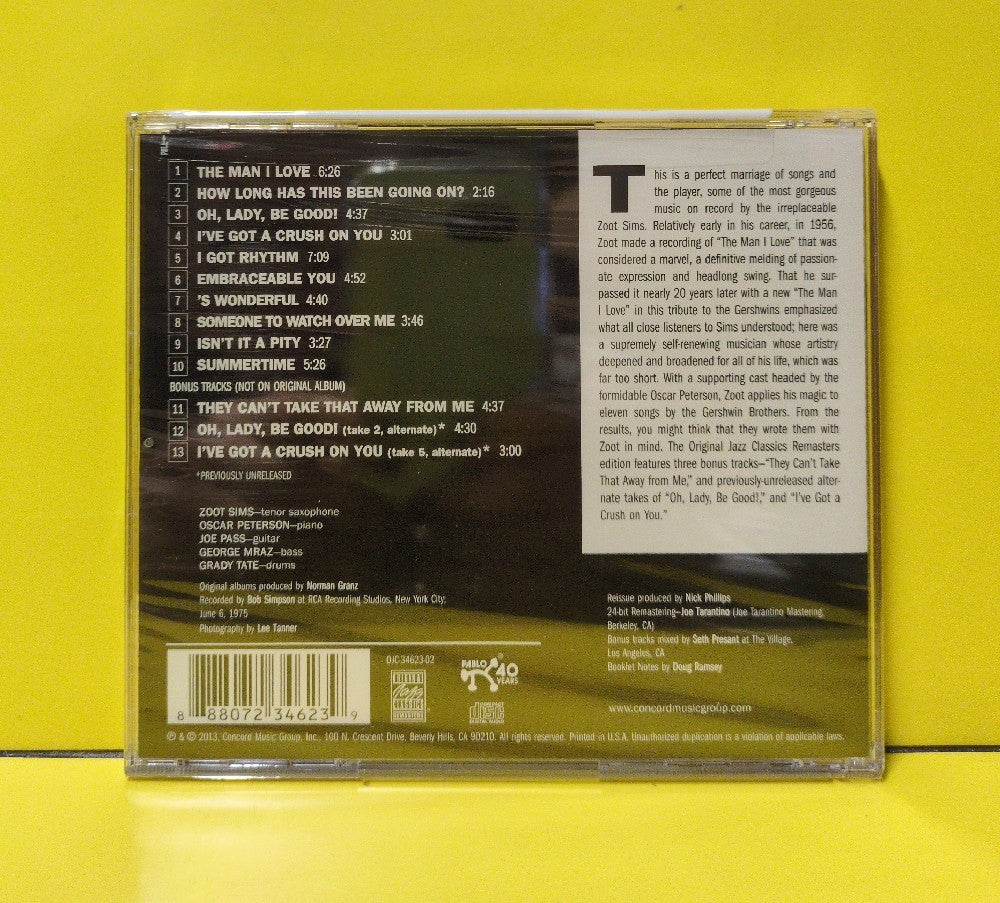 1 THE MAN I LOVE 6:26
2 HOW LONG HAS THIS BEEN GOING ON? 2:16
3 OH, LADY, BE GOOD! 4:37
4 I'VE GOT A CRUSH ON YOU 3:01
5 I GOT RHYTHM 7:09
6 EMBRACEABLE YOU 4:52
7 'S WONDERFUL 4:40
8 SOMEONE TO WATCH OVER ME 3:46
9 ISN'T IT A PITY 3:27
10 SUMMERTIME 5:26
BONUS TRACKS (NOT ON ORIGINAL ALBUM)
11 THEY CAN'T TAKE THAT AWAY FROM ME 4:37
12 OH, LADY, BE GOOD! (take 2, alternate)* 4:30
13 I'VE GOT A CRUSH ON YOU (take 5, alternate)* 3:00
*PREVIOUSLY UNRELEASED
ZOOT SIMS—tenor saxophone
OSCAR PETERSON—piano
JOE PASS—guitar
GEORGE MRAZ—bass
GRADY TATE—drums
Original albums produced by Norman Granz
Recorded by Bob Simpson at RCA Recording Studios, New York City;
June 6, 1975
Photography by Lee Tanner
This is a perfect marriage of songs and
the player, some of the most gorgeous
music on record by the irreplaceable
Zoot Sims. Relatively early in his career, in 1956,
Zoot made a recording of "The Man I Love" that was
considered a marvel, a definitive melding of passion-
ate expression and headlong swing. That he sur-
passed it nearly 20 years later with a new "The Man
I Love" in this tribute to the Gershwins emphasized
what all close listeners to Sims understood; here was
a supremely self-renewing musician whose artistry
deepened and broadened for all of his life, which was
far too short. With a supporting cast headed by the
formidable Oscar Peterson, Zoot applies his magic to
eleven songs by the Gershwin Brothers. From the
results, you might think that they wrote them with
Zoot in mind. The Original Jazz Classics Remasters
edition features three bonus tracks—"They Can't Take
That Away from Me," and previously-unreleased alter-
nate takes of "Oh, Lady, Be Good!," and "I've Got a
Crush on You."
Reissue produced by Nick Phillips
24-bit Remastering—Joe Tarantino (Joe Tarantino Mastering,
Berkeley, CA)
Bonus tracks mixed by Seth Presant at The Village,
Los Angeles, CA
Booklet Notes by Doug Ramsey
www.concordmusicgroup.com
8 88072 34623 9
OJC-34623-02
ORIGINAL
Jazz
CLASSICS
REMASTERS
PABLO 40
YEARS
COMPACT
disc
DIGITAL AUDIO
℗ & © 2013, Concord Music Group, Inc., 100 N. Crescent Drive, Beverly Hills, CA 90210. All rights reserved. Printed in U.S.A. Unauthorized duplication is a violation of applicable laws.